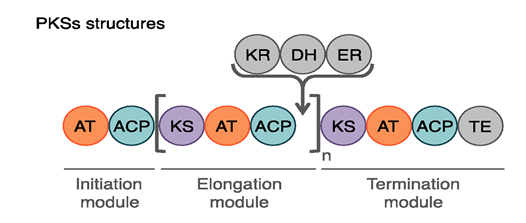 PKSs structures
KR DH ER
AT ACP KS AT ACP n KS AT ACP TE
Initiation module
Elongation module
Termination module